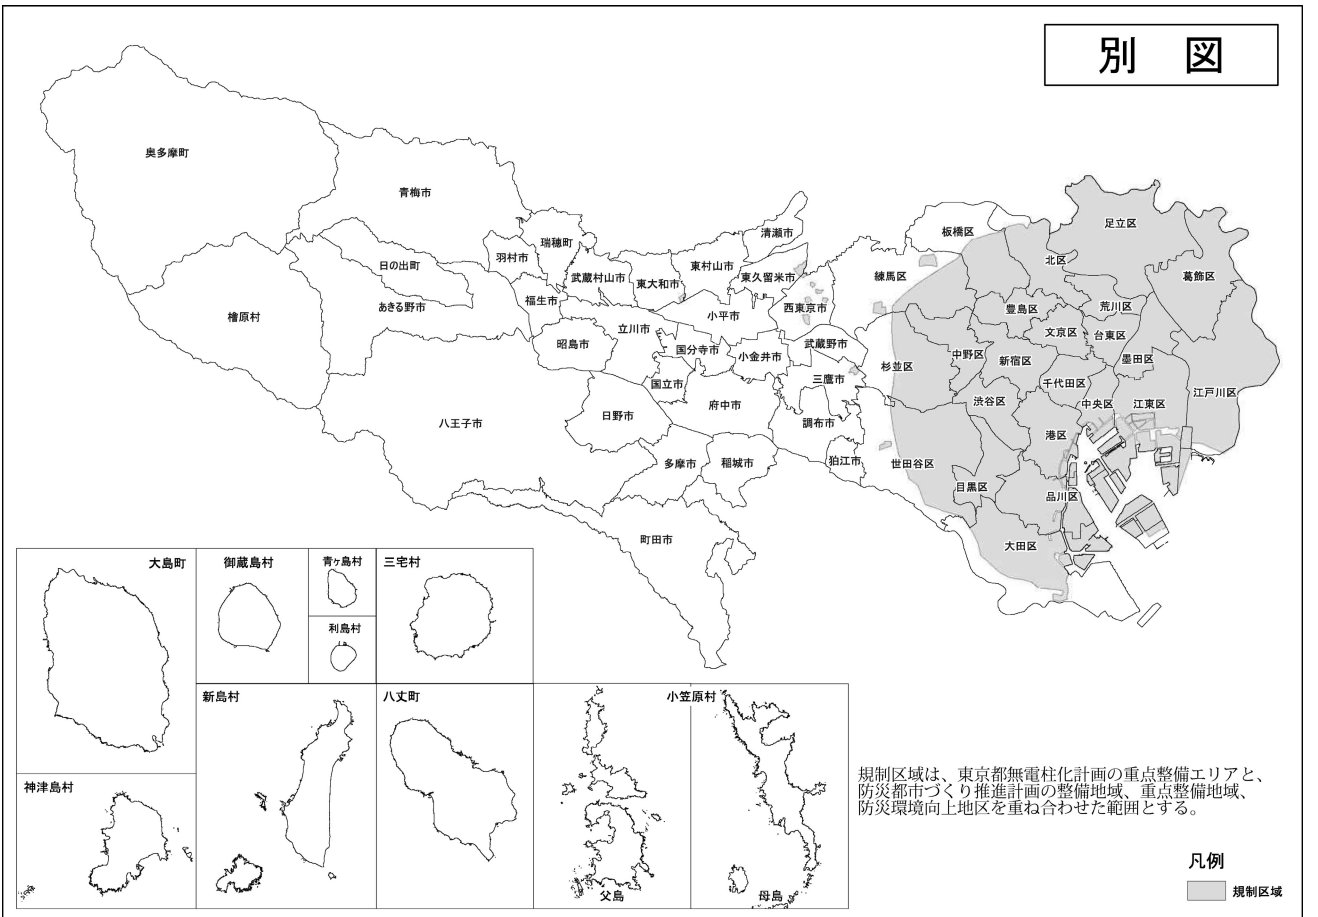 別 図
奥多摩町
青梅市
瑞穂町
羽村市
日の出町
あきる野市
檜原村
福生市
武蔵村山市
東大和市
東村山市
清瀬市
東久留米市
西東京市
小平市
立川市
昭島市
国分寺市
小金井市
武蔵野市
三鷹市
国立市
府中市
調布市
狛江市
日野市
八王子市
多摩市
稲城市
町田市
板橋区
練馬区
足立区
北区
葛飾区
荒川区
豊島区
文京区
台東区
墨田区
中野区
新宿区
杉並区
千代田区
中央区
江東区
江戸川区
渋谷区
港区
世田谷区
目黒区
品川区
大田区
大島町
御蔵島村
青ヶ島村
三宅村
利島村
新島村
八丈町
小笠原村
神津島村
父島
母島
規制区域は、東京都無電柱化計画の重点整備エリアと、
防災都市づくり推進計画の整備地域、重点整備地域、
防災環境向上地区を重ね合わせた範囲とする。
凡例
規制区域